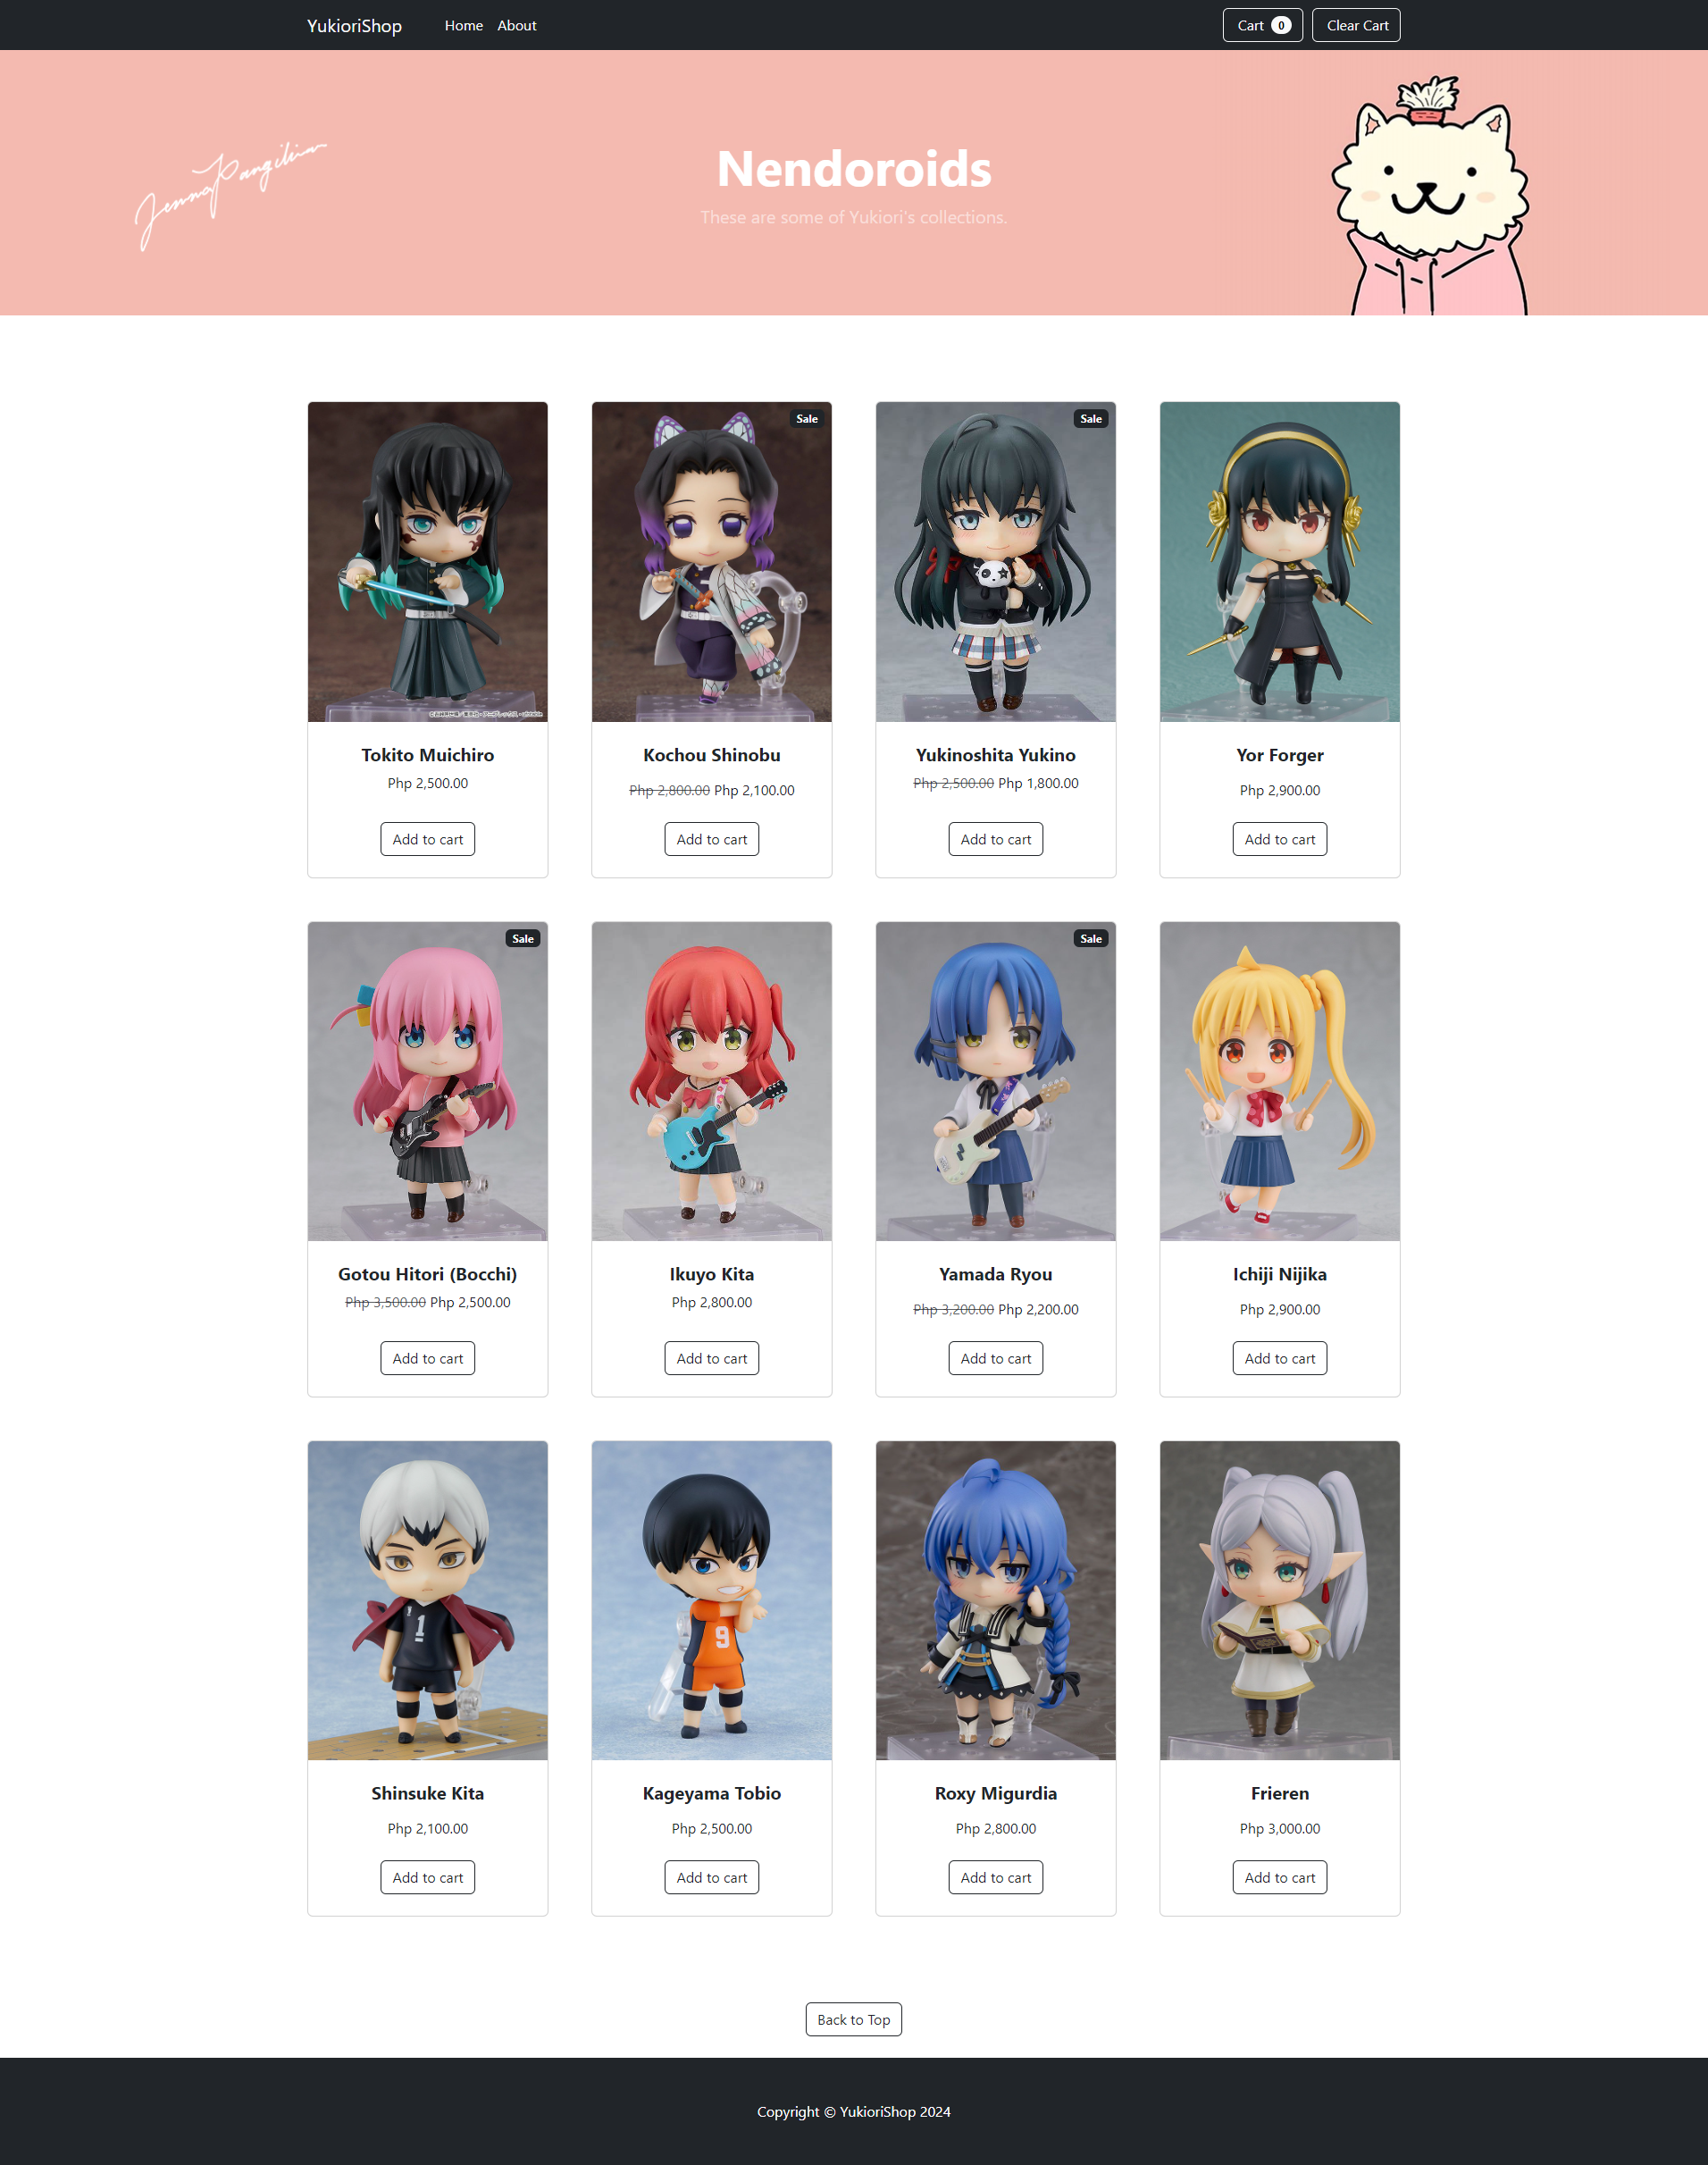 YukioriShop Home About Cart 0 Clear Cart
Nendoroids
These are some of Yukiori's collections.
Sale
Sale
Tokito Muichiro
Php 2,500.00
Add to cart
Kochou Shinobu
Php 2,800.00 Php 2,100.00
Add to cart
Yukinoshita Yukino
Php 2,500.00 Php 1,800.00
Add to cart
Yor Forger
Php 2,900.00
Add to cart
Sale
Sale
Gotou Hitori (Bocchi)
Php 3,500.00 Php 2,500.00
Add to cart
Ikuyo Kita
Php 2,800.00
Add to cart
Yamada Ryou
Php 3,200.00 Php 2,200.00
Add to cart
Ichiji Nijika
Php 2,900.00
Add to cart
1
9
Shinsuke Kita
Php 2,100.00
Add to cart
Kageyama Tobio
Php 2,500.00
Add to cart
Roxy Migurdia
Php 2,800.00
Add to cart
Frieren
Php 3,000.00
Add to cart
Back to Top
Copyright © YukioriShop 2024